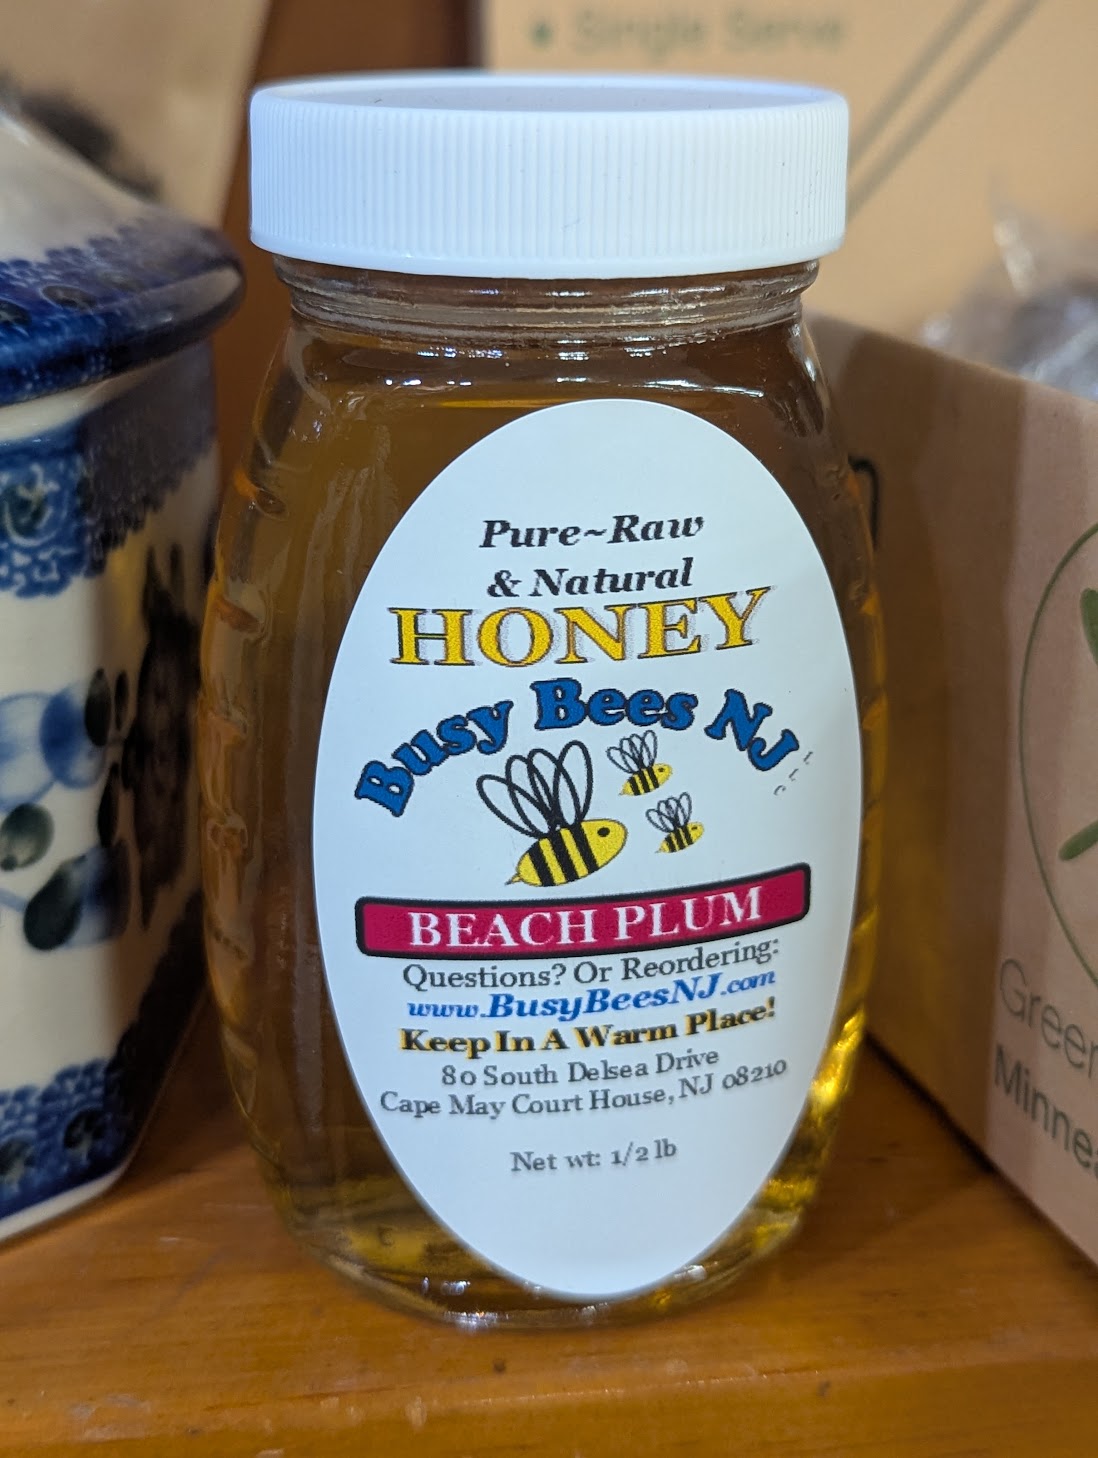 Single Serve
Pure~Raw
& Natural
HONEY
Busy Bees NJ
LLC
BEACH PLUM
Questions? Or Reordering:
www.BusyBeesNJ.com
Keep In A Warm Place!
80 South Delsea Drive
Cape May Court House, NJ 08210
Net wt: 1/2 lb
Green